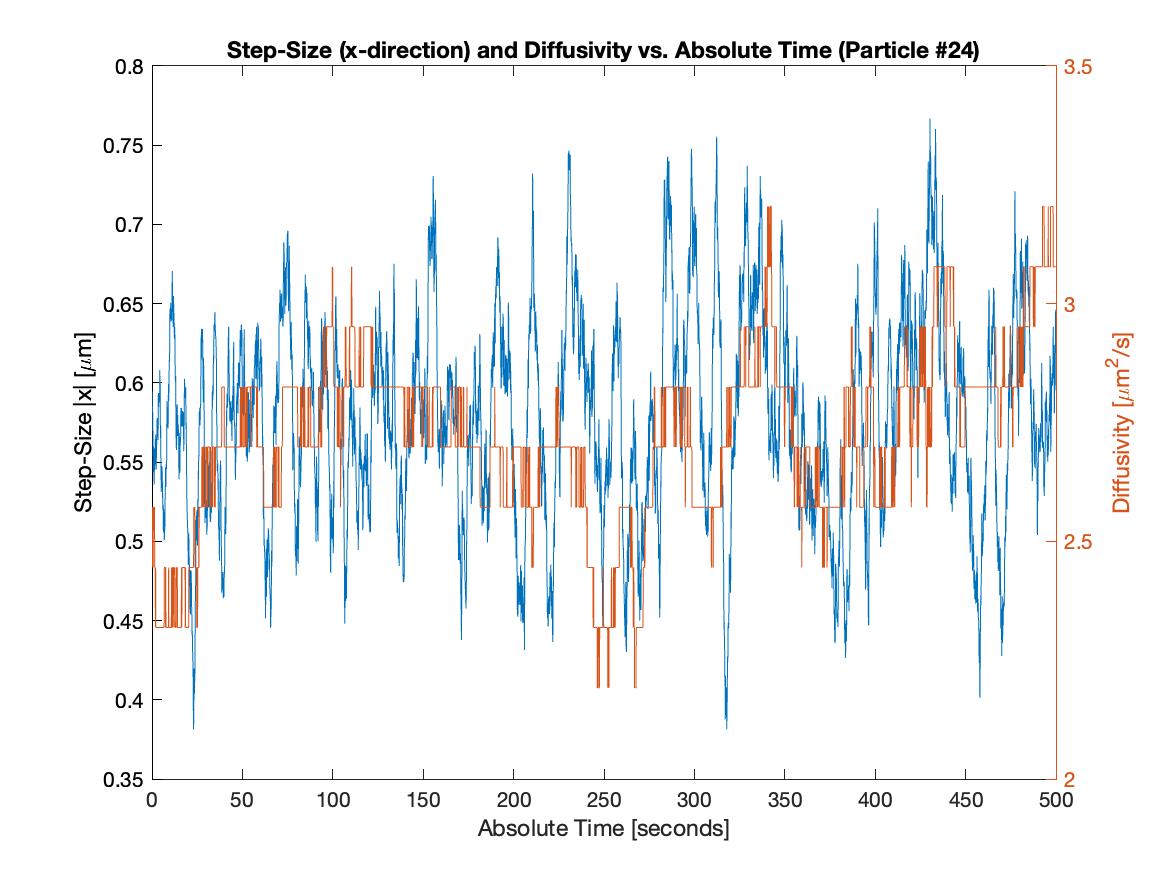 Step-Size (x-direction) and Diffusivity vs. Absolute Time (Particle #24)
0.8
0.75
0.7
0.65
0.6
0.55
0.5
0.45
0.4
0.35
Step-Size |x| [μm]
3.5
3
2.5
2
Diffusivity [μm²/s]
0 50 100 150 200 250 300 350 400 450 500
Absolute Time [seconds]